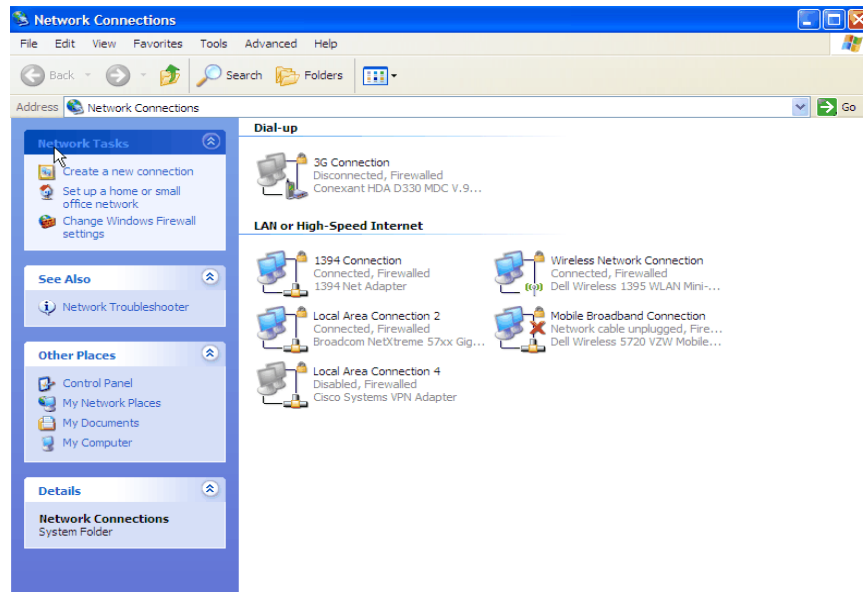 Network Connections
File Edit View Favorites Tools Advanced Help
Back Search Folders
Address Network Connections Go
Network Tasks
Create a new connection
Set up a home or small
office network
Change Windows Firewall
settings
See Also
Network Troubleshooter
Other Places
Control Panel
My Network Places
My Documents
My Computer
Details
Network Connections
System Folder
Dial-up
3G Connection
Disconnected, Firewalled
Conexant HDA D330 MDC V.9...
LAN or High-Speed Internet
1394 Connection
Connected, Firewalled
1394 Net Adapter
Wireless Network Connection
Connected, Firewalled
Dell Wireless 1395 WLAN Mini-...
Local Area Connection 2
Connected, Firewalled
Broadcom NetXtreme 57xx Gig...
Mobile Broadband Connection
Network cable unplugged, Fire...
Dell Wireless 5720 VZW Mobile...
Local Area Connection 4
Disabled, Firewalled
Cisco Systems VPN Adapter